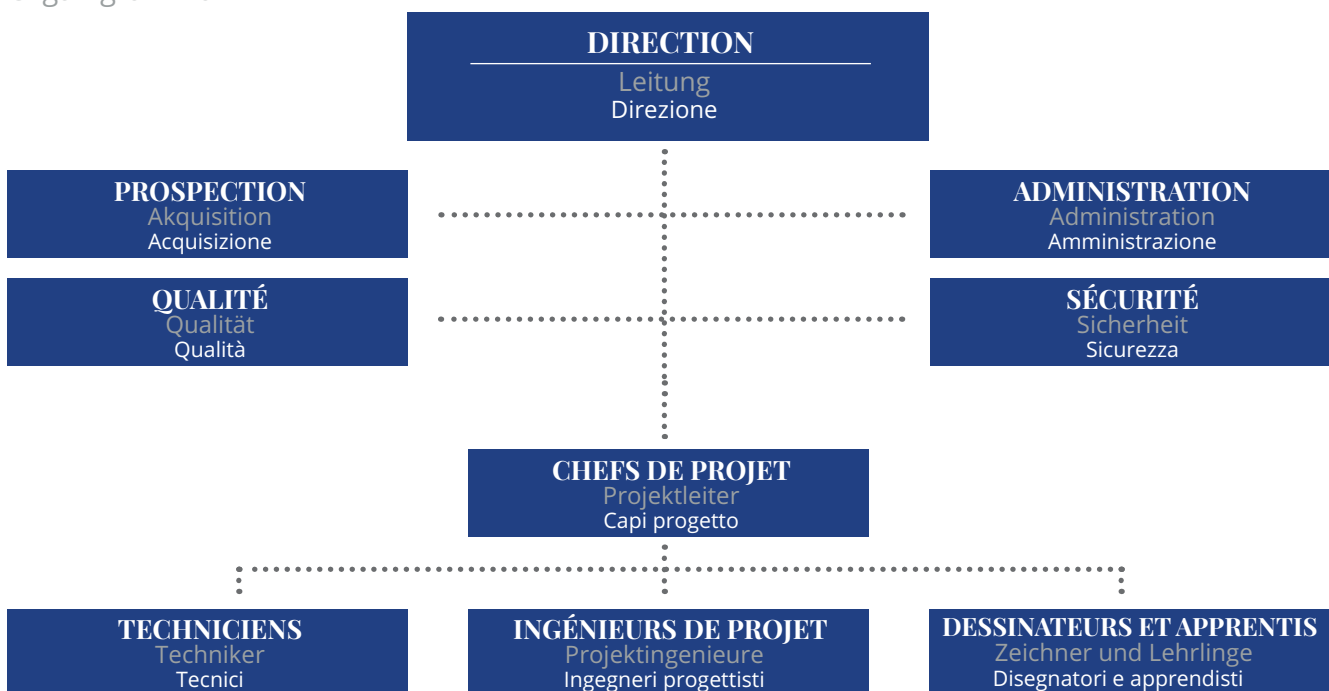 DIRECTION
Leitung
Direzione
PROSPECTION
Akquisition
Acquisizione
ADMINISTRATION
Administration
Amministrazione
QUALITÉ
Qualität
Qualità
SÉCURITÉ
Sicherheit
Sicurezza
CHEFS DE PROJET
Projektleiter
Capi progetto
TECHNICIENS
Techniker
Tecnici
INGÉNIEURS DE PROJET
Projektingenieure
Ingegneri progettisti
DESSINATEURS ET APPRENTIS
Zeichner und Lehrlinge
Disegnatori e apprendisti